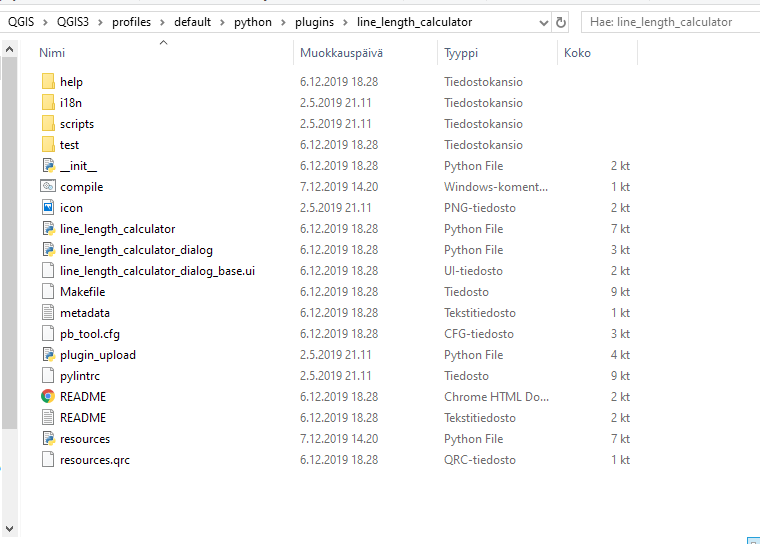 QGIS QGIS3 profiles default python plugins line_length_calculator Hae: line_length_calculator
Nimi Muokkauspäivä Tyyppi Koko
help 6.12.2019 18.28 Tiedostokansio
i18n 2.5.2019 21.11 Tiedostokansio
scripts 2.5.2019 21.11 Tiedostokansio
test 6.12.2019 18.28 Tiedostokansio
__init__ 6.12.2019 18.28 Python File 2 kt
compile 7.12.2019 14.20 Windows-koment... 1 kt
icon 2.5.2019 21.11 PNG-tiedosto 2 kt
line_length_calculator 6.12.2019 18.28 Python File 7 kt
line_length_calculator_dialog 6.12.2019 18.28 Python File 3 kt
line_length_calculator_dialog_base.ui 6.12.2019 18.28 UI-tiedosto 2 kt
Makefile 6.12.2019 18.28 Tiedosto 9 kt
metadata 6.12.2019 18.28 Tekstitiedosto 1 kt
pb_tool.cfg 6.12.2019 18.28 CFG-tiedosto 3 kt
plugin_upload 2.5.2019 21.11 Python File 4 kt
pylintrc 2.5.2019 21.11 Tiedosto 9 kt
README 6.12.2019 18.28 Chrome HTML Do... 2 kt
README 6.12.2019 18.28 Tekstitiedosto 2 kt
resources 7.12.2019 14.20 Python File 7 kt
resources.qrc 6.12.2019 18.28 QRC-tiedosto 1 kt